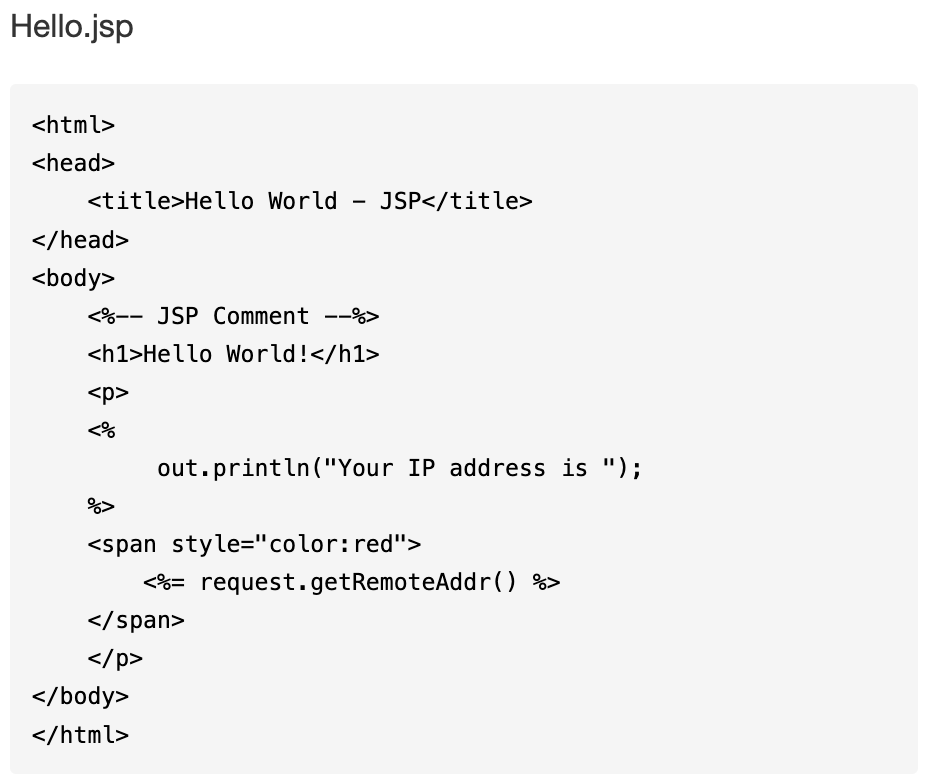 Hello.jsp
<html>
<head>
    <title>Hello World - JSP</title>
</head>
<body>
    <%-- JSP Comment --%>
    <h1>Hello World!</h1>
    <p>
    <%
         out.println("Your IP address is ");
    %>
    <span style="color:red">
        <%= request.getRemoteAddr() %>
    </span>
    </p>
</body>
</html>